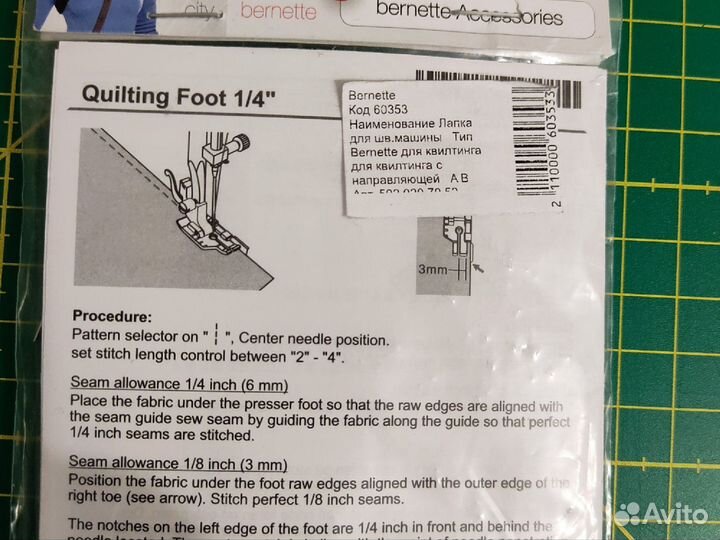 city
bernette
bernette Accessories
Quilting Foot 1/4"
Bernette
Код 60353
Наименование Лапка
для шв.машины Тип
Bernette для квилтинга
для квилтинга с
направляющей А,В
2 110000 603533
3mm
Procedure:
Pattern selector on " ¦ ", Center needle position.
set stitch length control between "2" - "4".
Seam allowance 1/4 inch (6 mm)
Place the fabric under the presser foot so that the raw edges are aligned with
the seam guide sew seam by guiding the fabric along the guide so that perfect
1/4 inch seams are stitched.
Seam allowance 1/8 inch (3 mm)
Position the fabric under the foot raw edges aligned with the outer edge of the
right toe (see arrow). Stitch perfect 1/8 inch seams.
The notches on the left edge of the foot are 1/4 inch in front and behind the
Avito